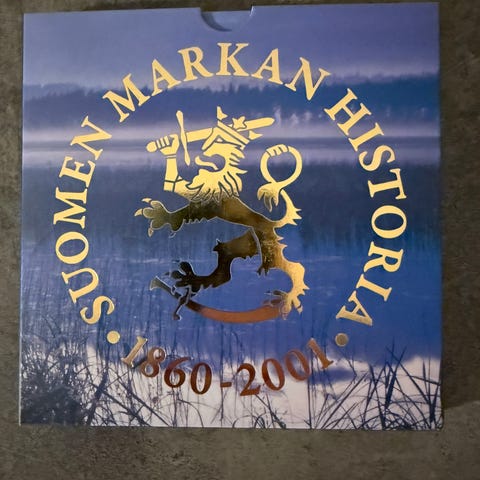 SUOMEN MARKAN HISTORIA
• 1860-2001 •